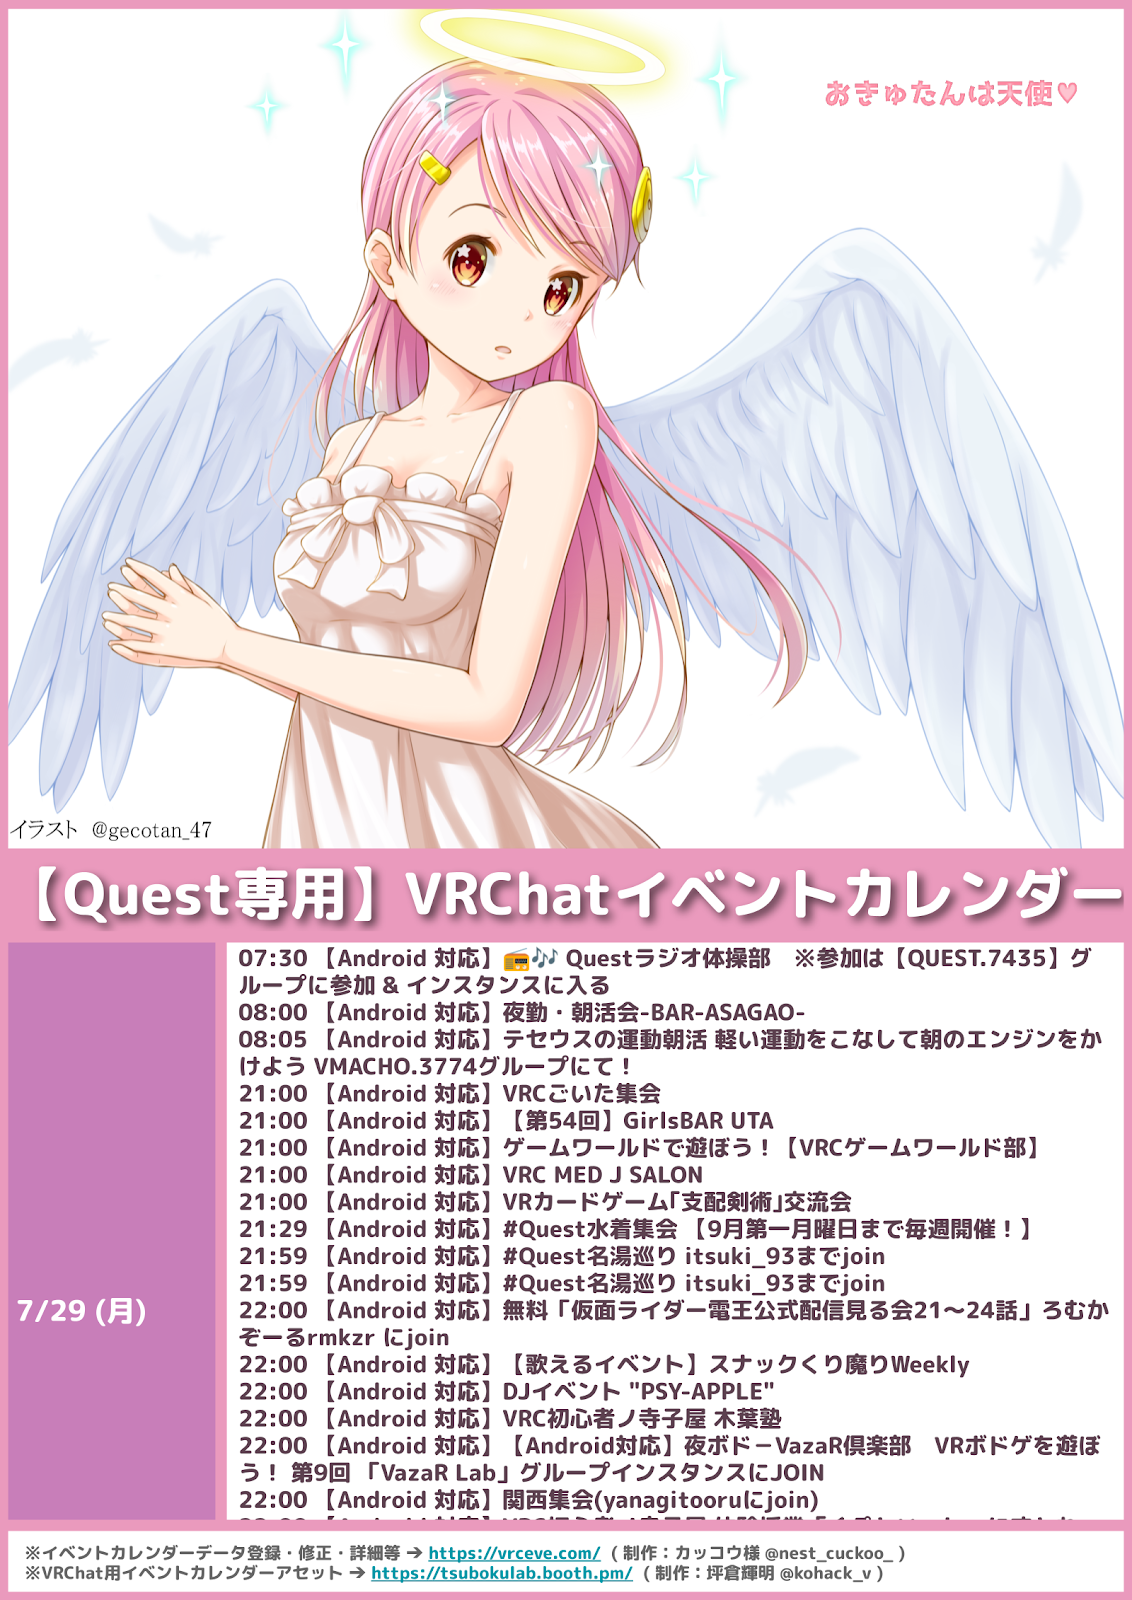 おきゅたんは天使♥
イラスト @gecotan_47
【Quest専用】VRChatイベントカレンダー
7/29 (月)
07:30 【Android 対応】📻🎶 Questラジオ体操部　※参加は【QUEST.7435】グ
ループに参加 & インスタンスに入る
08:00 【Android 対応】夜勤・朝活会-BAR-ASAGAO-
08:05 【Android 対応】テセウスの運動朝活 軽い運動をこなして朝のエンジンをか
けよう VMACHO.3774グループにて！
21:00 【Android 対応】VRCごいた集会
21:00 【Android 対応】【第54回】GirlsBAR UTA
21:00 【Android 対応】ゲームワールドで遊ぼう！【VRCゲームワールド部】
21:00 【Android 対応】VRC MED J SALON
21:00 【Android 対応】VRカードゲーム｢支配剣術｣交流会
21:29 【Android 対応】#Quest水着集会 【9月第一月曜日まで毎週開催！】
21:59 【Android 対応】#Quest名湯巡り itsuki_93までjoin
21:59 【Android 対応】#Quest名湯巡り itsuki_93までjoin
22:00 【Android 対応】無料「仮面ライダー電王公式配信見る会21〜24話」ろむか
ぞーるrmkzr にjoin
22:00 【Android 対応】【歌えるイベント】スナックくり魔りWeekly
22:00 【Android 対応】DJイベント "PSY-APPLE"
22:00 【Android 対応】VRC初心者ノ寺子屋 木葉塾
22:00 【Android 対応】【Android対応】夜ボド－VazaR倶楽部　VRボドゲを遊ぼ
う！ 第9回 「VazaR Lab」グループインスタンスにJOIN
22:00 【Android 対応】関西集会(yanagitooruにjoin)
※イベントカレンダーデータ登録・修正・詳細等 ➔ https://vrceve.com/ ( 制作：カッコウ様 @nest_cuckoo_ )
※VRChat用イベントカレンダーアセット ➔ https://tsubokulab.booth.pm/ ( 制作：坪倉輝明 @kohack_v )